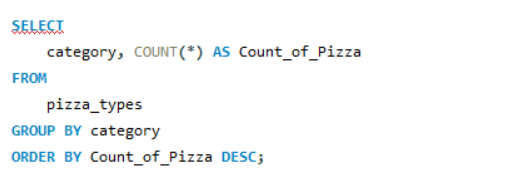 SELECT
category, COUNT(*) AS Count_of_Pizza
FROM
pizza_types
GROUP BY category
ORDER BY Count_of_Pizza DESC;